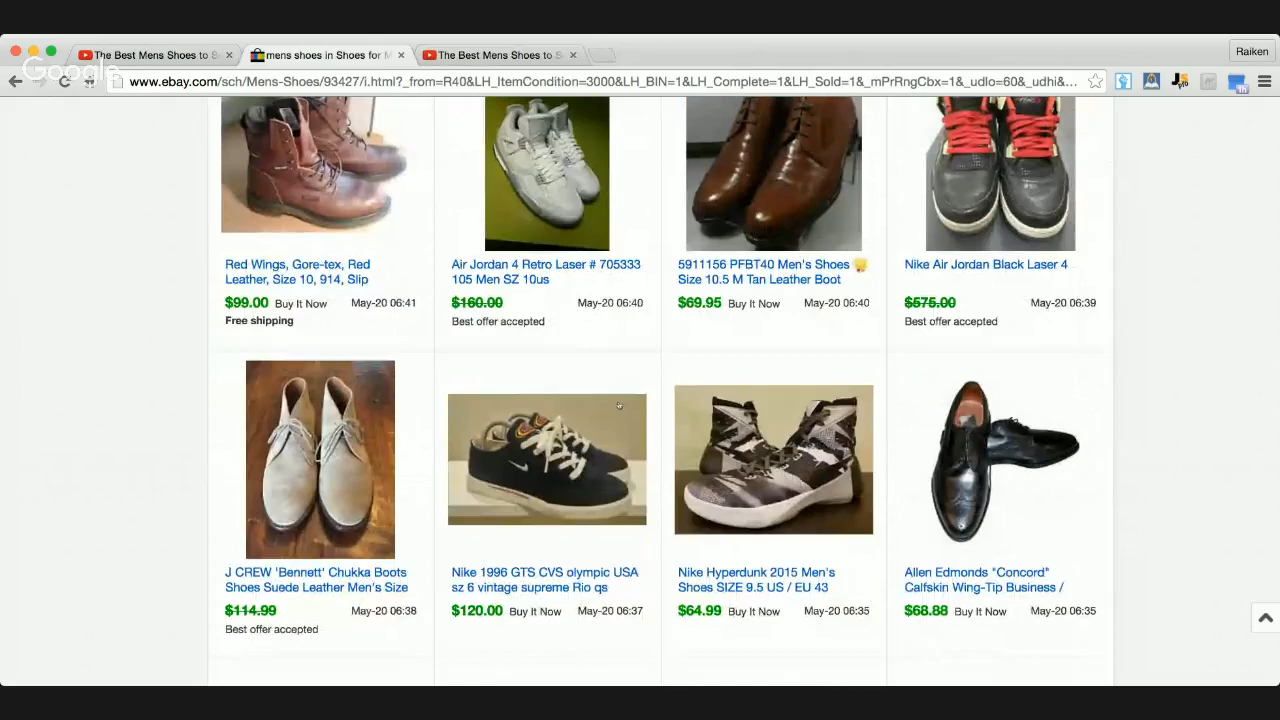 The Best Mens Shoes to S
mens shoes in Shoes for M
The Best Mens Shoes to S
Raiken
Google
www.ebay.com/sch/Mens-Shoes/93427/i.html?_from=R40&LH_ItemCondition=3000&LH_BIN=1&LH_Complete=1&LH_Sold=1&_mPrRngCbx=1&_udlo=60&_udhi&...
Red Wings, Gore-tex, Red
Leather, Size 10, 914, Slip
$99.00 Buy It Now May-20 06:41
Free shipping
Air Jordan 4 Retro Laser # 705333
105 Men SZ 10us
$160.00 May-20 06:40
Best offer accepted
5911156 PFBT40 Men's Shoes
Size 10.5 M Tan Leather Boot
$69.95 Buy It Now May-20 06:40
Nike Air Jordan Black Laser 4
$575.00 May-20 06:39
Best offer accepted
J CREW 'Bennett' Chukka Boots
Shoes Suede Leather Men's Size
$114.99 May-20 06:38
Best offer accepted
Nike 1996 GTS CVS olympic USA
sz 6 vintage supreme Rio qs
$120.00 Buy It Now May-20 06:37
Nike Hyperdunk 2015 Men's
Shoes SIZE 9.5 US / EU 43
$64.99 Buy It Now May-20 06:35
Allen Edmonds "Concord"
Calfskin Wing-Tip Business /
$68.88 Buy It Now May-20 06:35